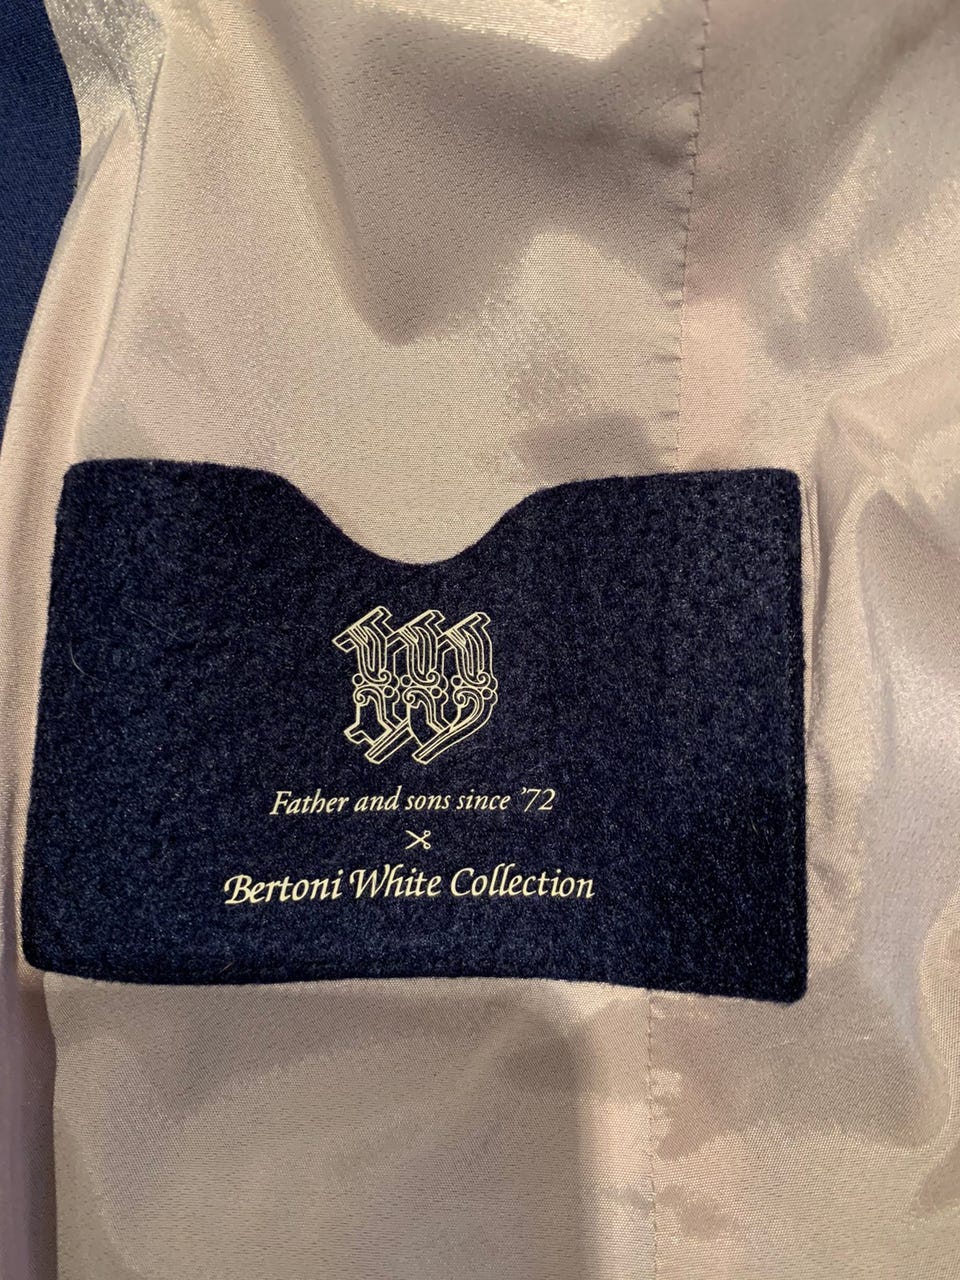 W
Father and sons since '72
Bertoni White Collection